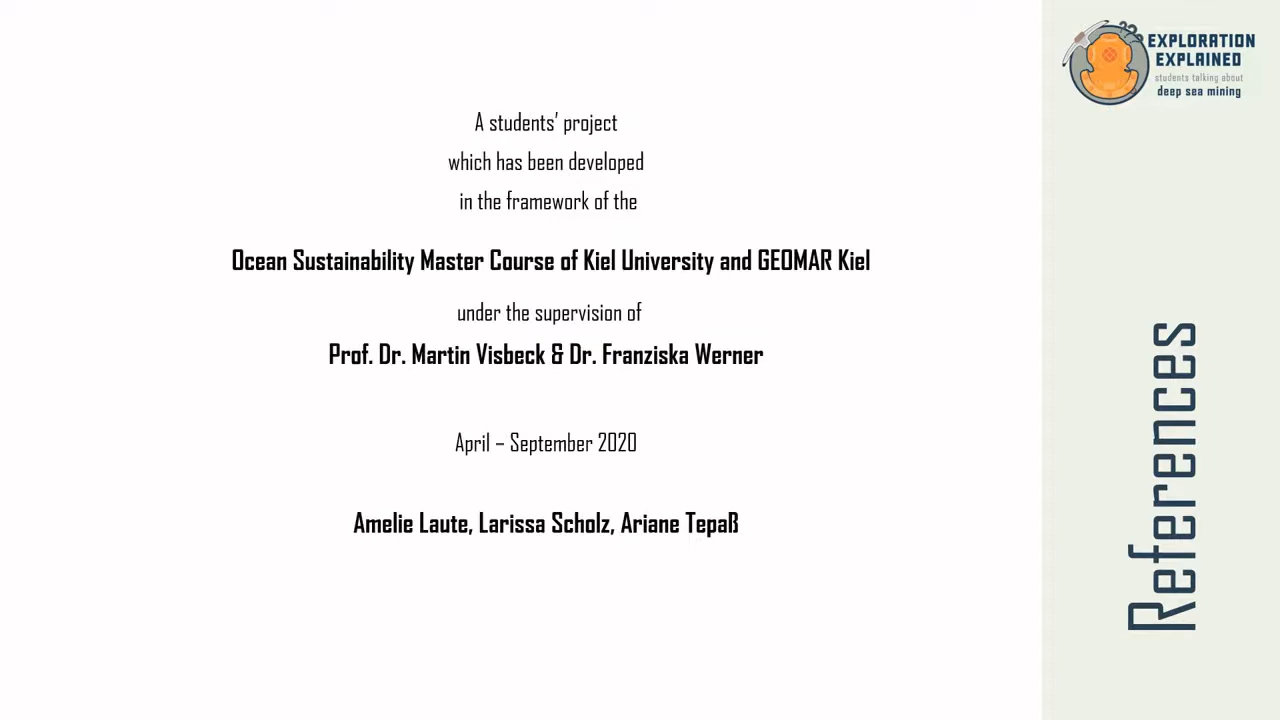 A students' project
which has been developed
in the framework of the
Ocean Sustainability Master Course of Kiel University and GEOMAR Kiel
under the supervision of
Prof. Dr. Martin Visbeck & Dr. Franziska Werner
April – September 2020
Amelie Laute, Larissa Scholz, Ariane Tepaß
EXPLORATION
EXPLAINED
students talking about
deep sea mining
References